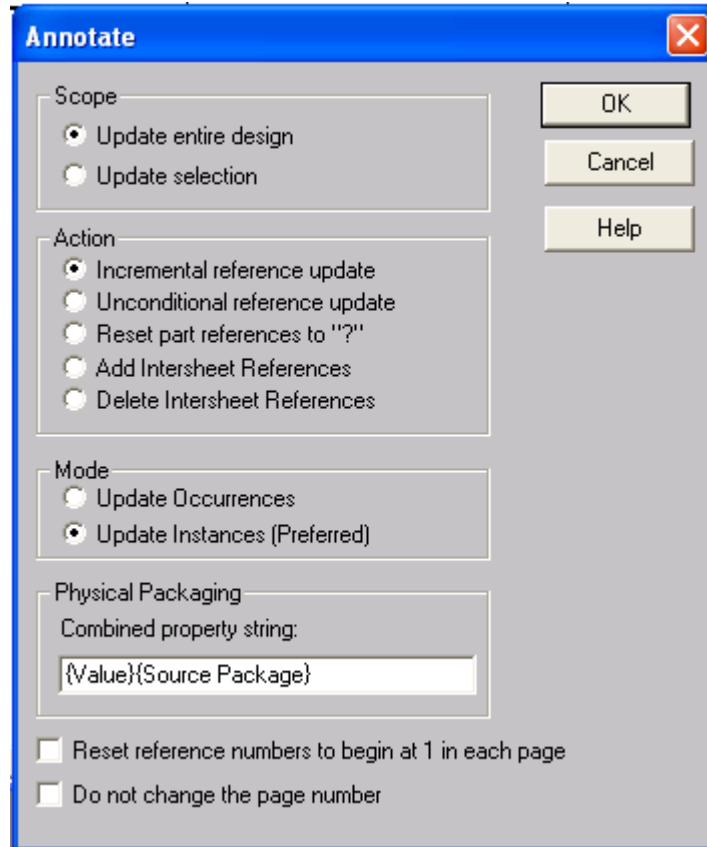 Annotate
Scope
Update entire design
Update selection
OK
Cancel
Help
Action
Incremental reference update
Unconditional reference update
Reset part references to "?"
Add Intersheet References
Delete Intersheet References
Mode
Update Occurrences
Update Instances (Preferred)
Physical Packaging
Combined property string:
{Value}{Source Package}
Reset reference numbers to begin at 1 in each page
Do not change the page number